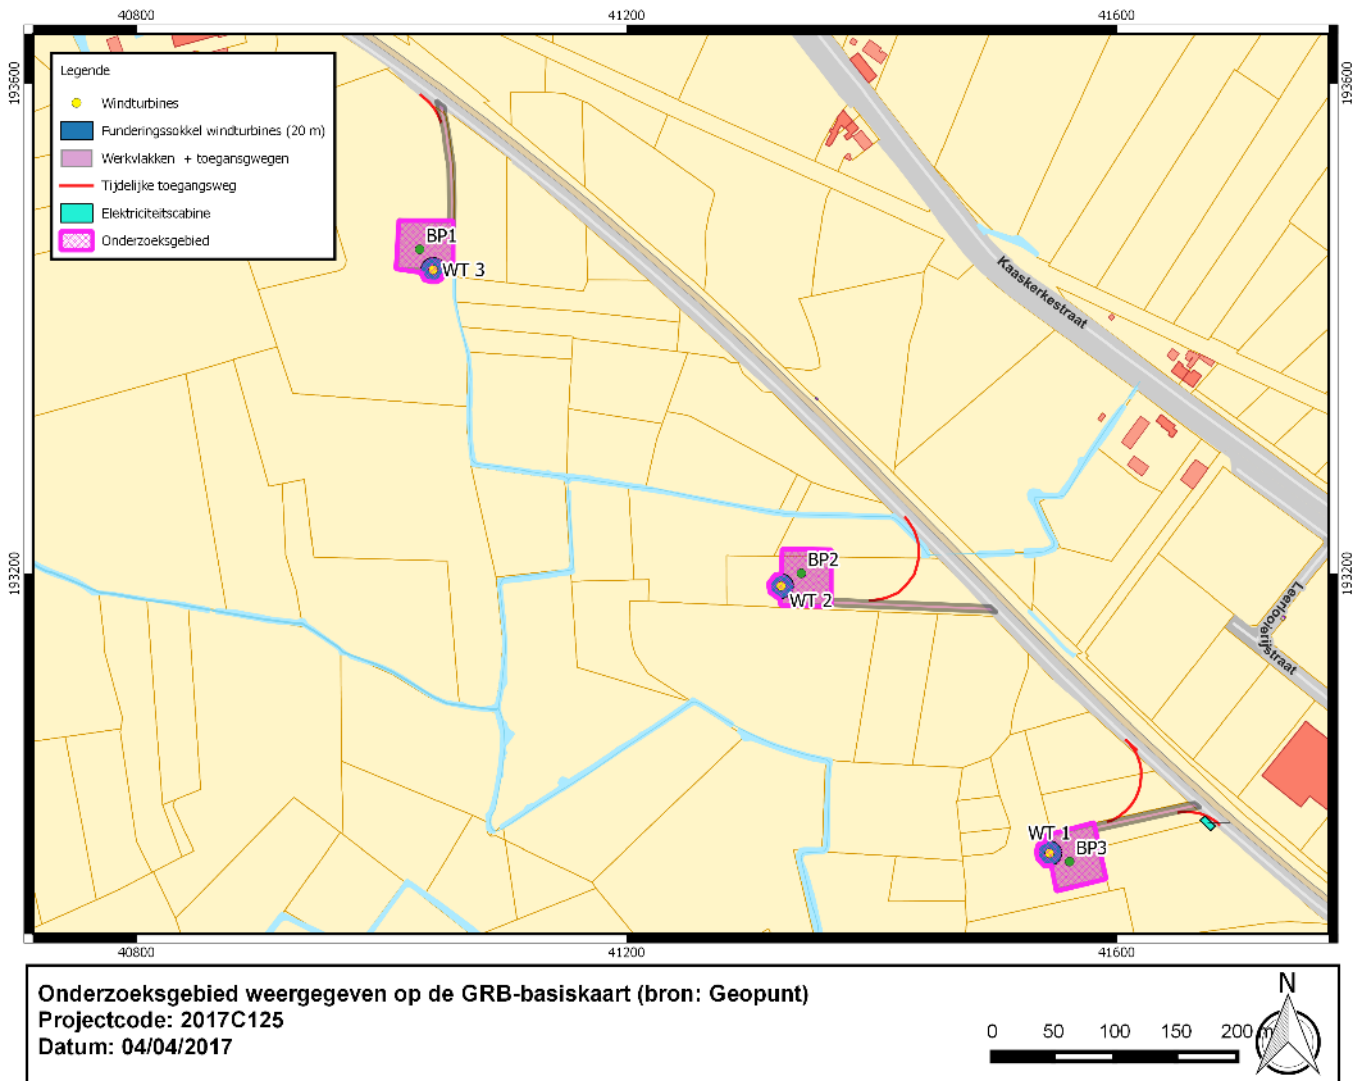 40800 41200 41600
193600 193600
Legende
Windturbines
Funderingssokkel windturbines (20 m)
Werkvlakken + toegansgwegen
Tijdelijke toegangsweg
Elektriciteitscabine
Onderzoeksgebied
BP1
WT 3
Kaaskerkestraat
BP2
WT 2
193200 193200
Leerlooierijstraat
WT 1
BP3
40800 41200 41600
Onderzoeksgebied weergegeven op de GRB-basiskaart (bron: Geopunt)
Projectcode: 2017C125
Datum: 04/04/2017
0 50 100 150 200 m
N